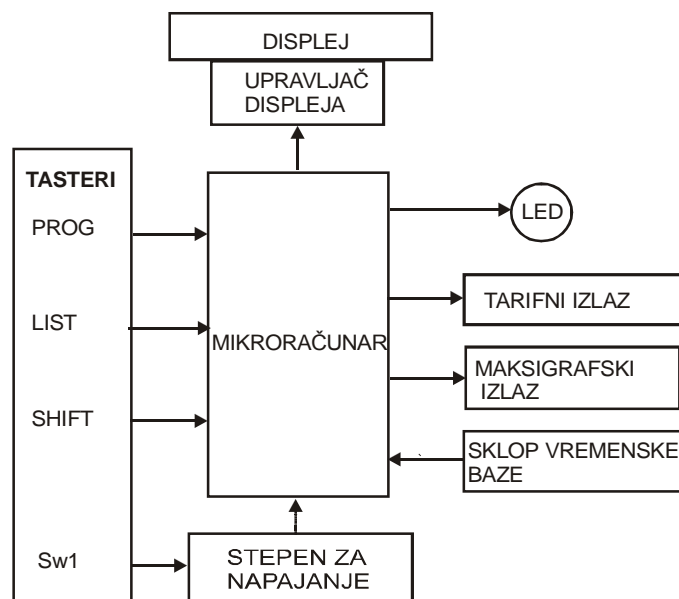 DISPLEJ
UPRAVLJAČ
DISPLEJA
TASTERI
PROG
LIST
SHIFT
Sw1
MIKRORAČUNAR
LED
TARIFNI IZLAZ
MAKSIGRAFSKI
IZLAZ
SKLOP VREMENSKE
BAZE
STEPEN ZA
NAPAJANJE